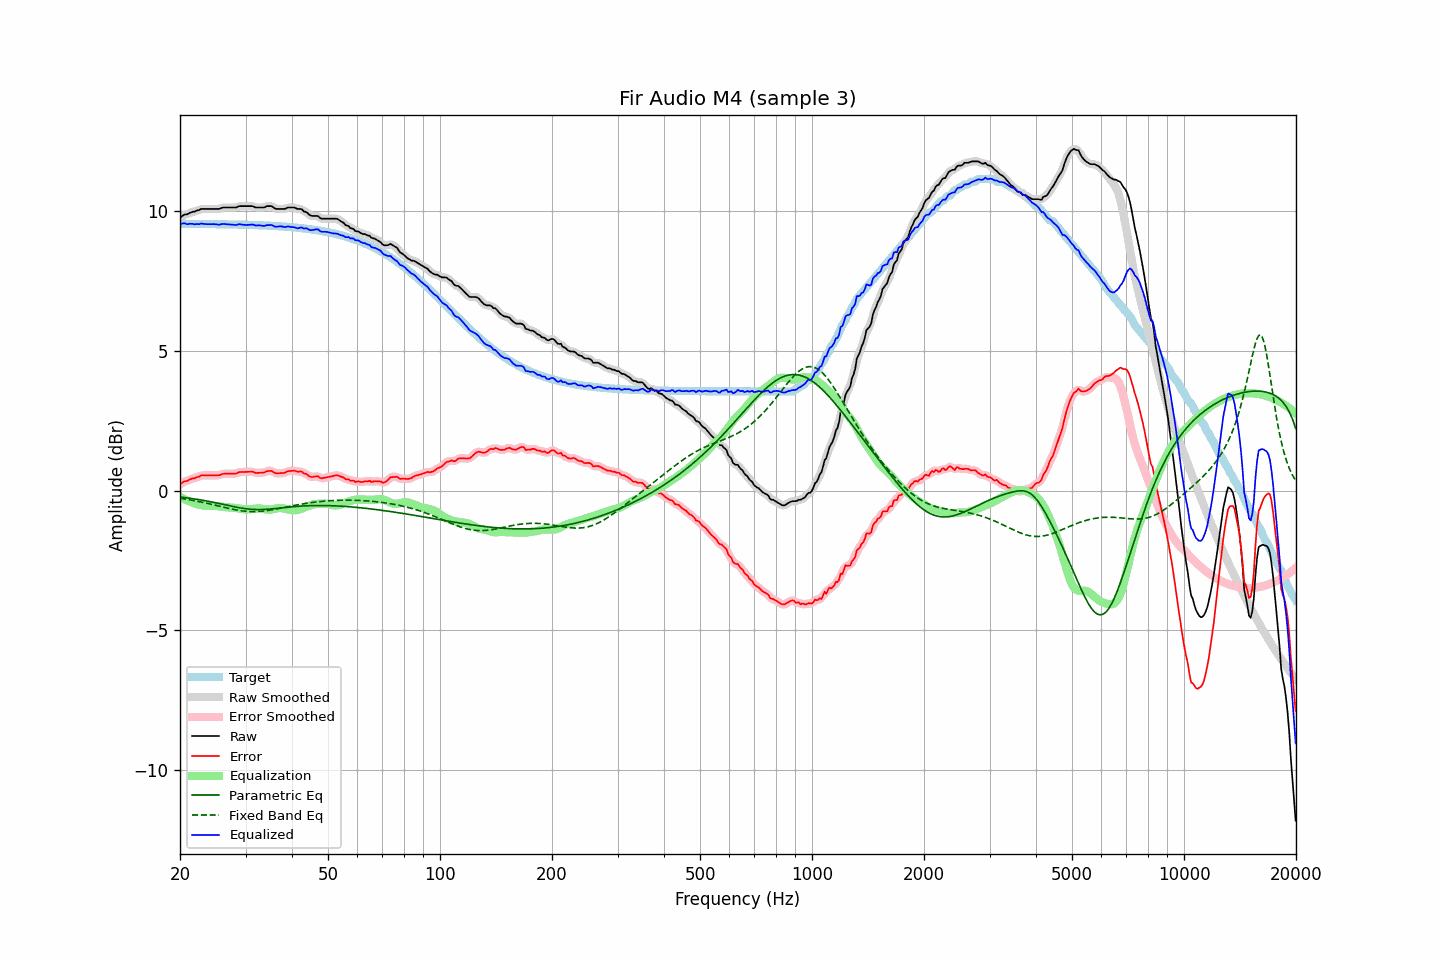 Fir Audio M4 (sample 3)
Amplitude (dBr)
10
5
0
−5
−10
Target
Raw Smoothed
Error Smoothed
Raw
Error
Equalization
Parametric Eq
Fixed Band Eq
Equalized
20 50 100 200 500 1000 2000 5000 10000 20000
Frequency (Hz)